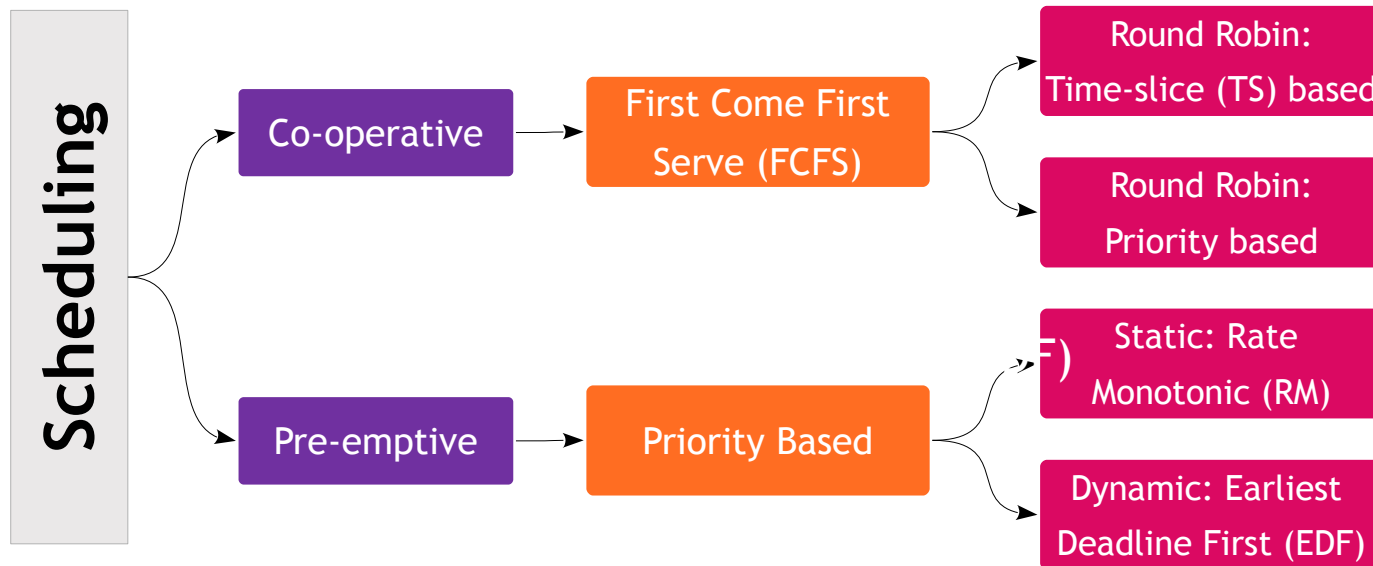 Scheduling
Co-operative
First Come First
Serve (FCFS)
Round Robin:
Time-slice (TS) based
Round Robin:
Priority based
Pre-emptive
Priority Based
F)
Static: Rate
Monotonic (RM)
Dynamic: Earliest
Deadline First (EDF)